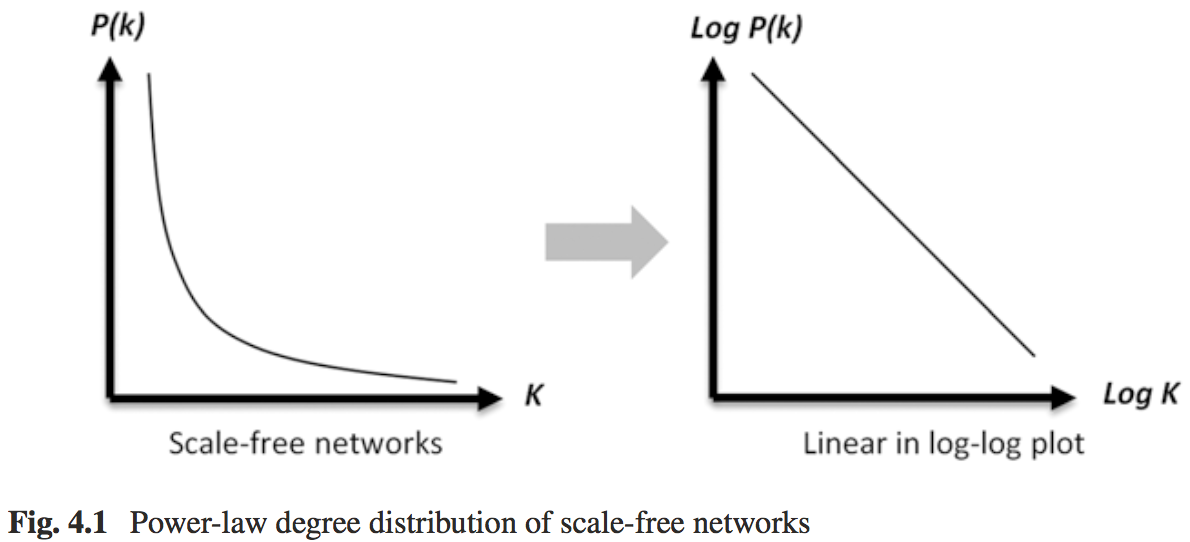 P(k)
Log P(k)
K
Log K
Scale-free networks
Linear in log-log plot
Fig. 4.1 Power-law degree distribution of scale-free networks